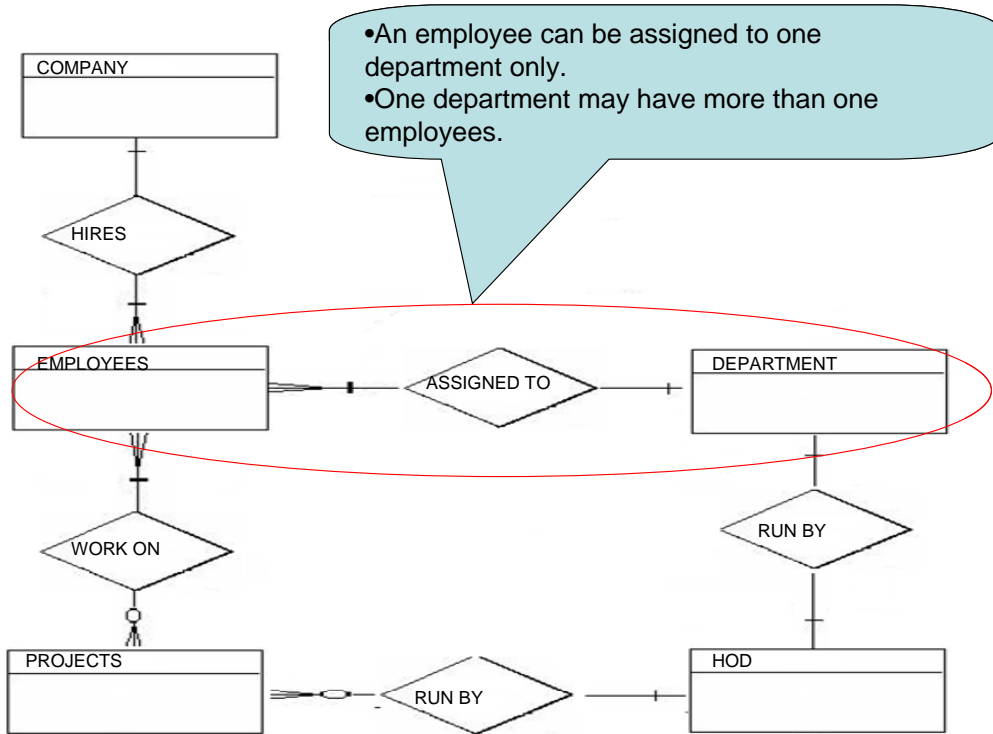 •An employee can be assigned to one
department only.
•One department may have more than one
employees.
COMPANY
HIRES
EMPLOYEES
ASSIGNED TO
DEPARTMENT
WORK ON
RUN BY
PROJECTS
RUN BY
HOD